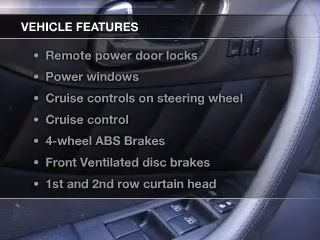 VEHICLE FEATURES
• Remote power door locks
• Power windows
• Cruise controls on steering wheel
• Cruise control
• 4-wheel ABS Brakes
• Front Ventilated disc brakes
• 1st and 2nd row curtain head